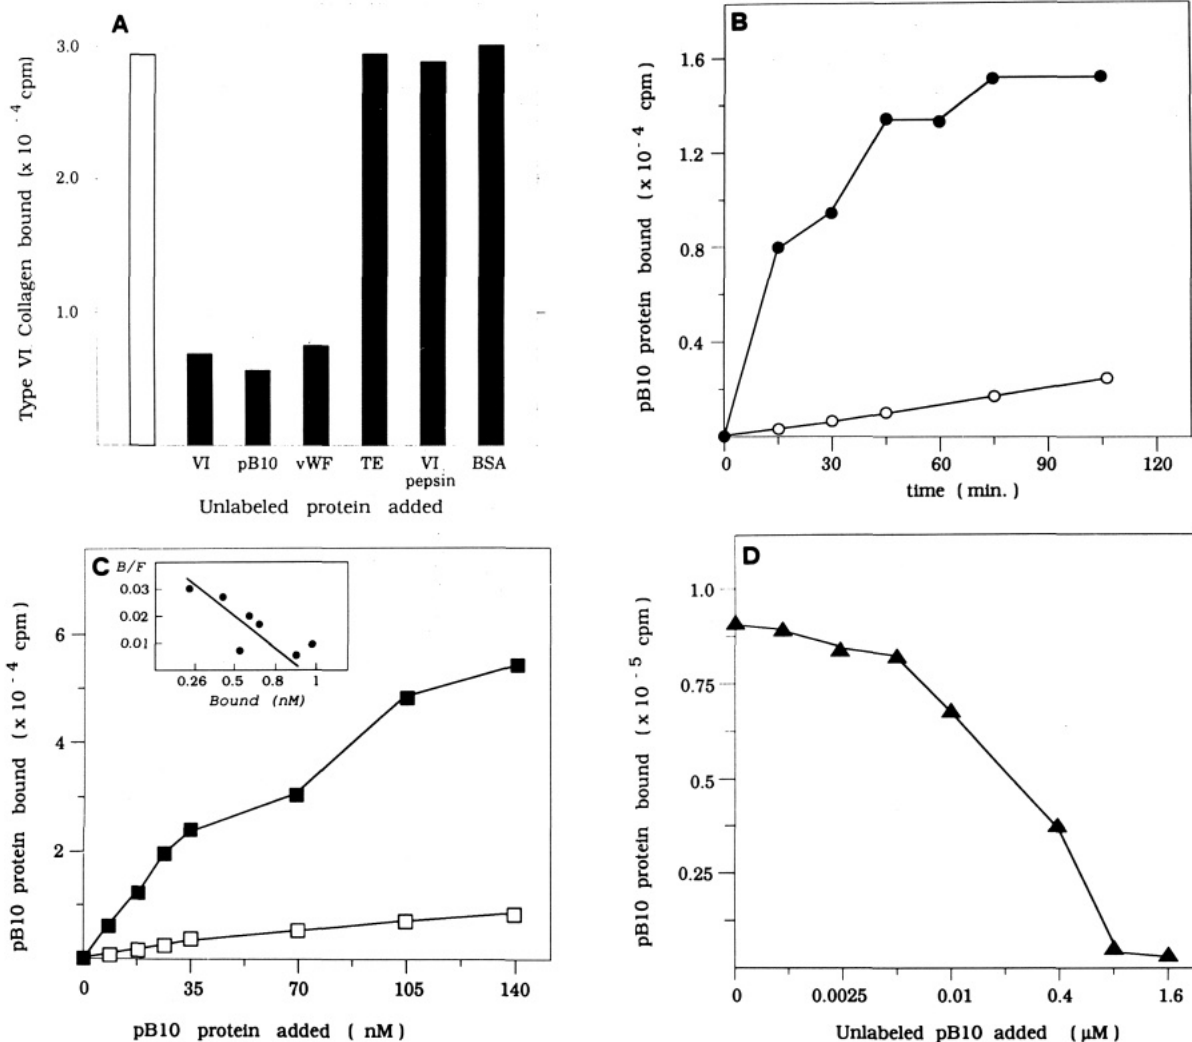 A
Type VI Collagen bound (x 10 -4 cpm)
3.0
2.0
1.0
VI pB10 vWF TE VI pepsin BSA
Unlabeled protein added
B
pB10 protein bound (x 10 -4 cpm)
1.6
1.2
0.8
0.4
0 30 60 90 120
time (min.)
C
pB10 protein bound (x 10 -4 cpm)
6
4
2
B/F
0.03
0.02
0.01
0.26 0.5 0.8 1
Bound (nM)
0 35 70 105 140
pB10 protein added (nM)
D
pB10 protein bound (x 10 -5 cpm)
1.0
0.75
0.5
0.25
0 0.0025 0.01 0.4 1.6
Unlabeled pB10 added (μM)